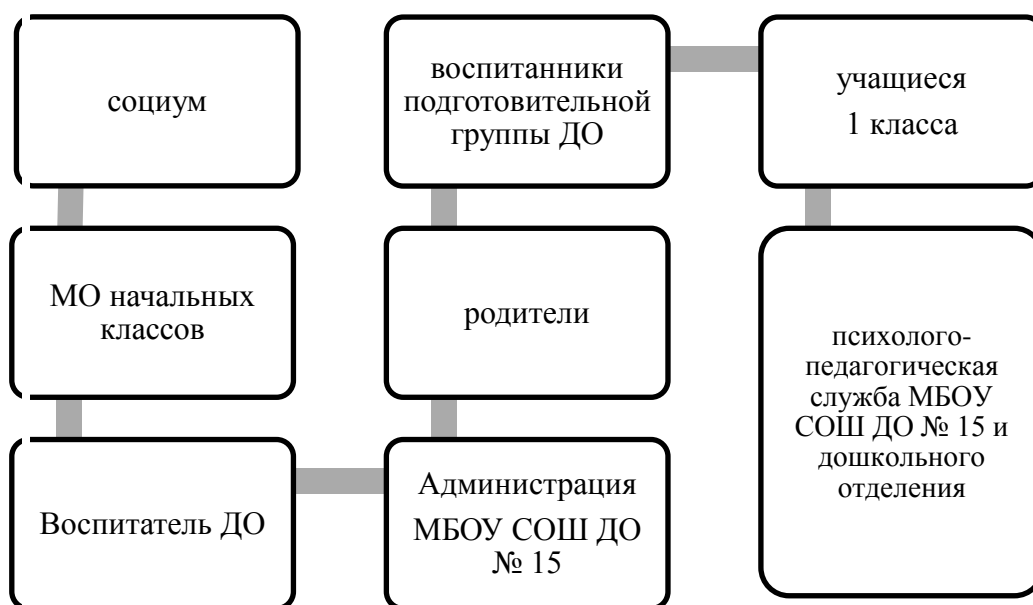 социум
МО начальных
классов
Воспитатель ДО
Администрация
МБОУ СОШ ДО
№ 15
родители
воспитанники
подготовительной
группы ДО
учащиеся
1 класса
психолого-
педагогическая
служба МБОУ
СОШ ДО № 15 и
дошкольного
отделения